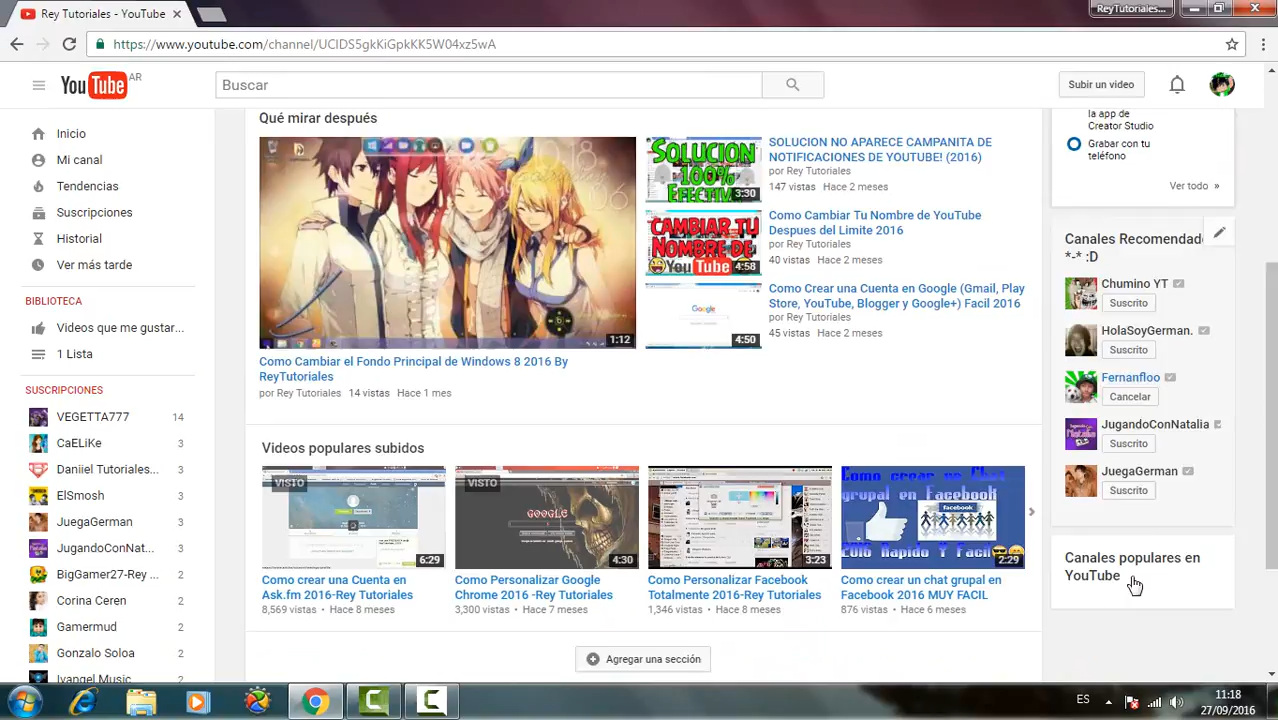 Rey Tutoriales - YouTube
ReyTutoriales...
https://www.youtube.com/channel/UCIDS5gkKiGpkKK5W04xz5wA
YouTube AR
Buscar
Subir un video
Inicio
Mi canal
Tendencias
Suscripciones
Historial
Ver más tarde
BIBLIOTECA
Videos que me gustar...
1 Lista
SUSCRIPCIONES
VEGETTA777 14
CaELiKe 3
Daniiel Tutoriales... 3
ElSmosh 3
JuegaGerman 3
JugandoConNat... 3
BigGamer27-Rey ... 2
Corina Ceren 2
Gamermud 2
Gonzalo Soloa 2
Ivangel Music 2
Qué mirar después
1:12
Como Cambiar el Fondo Principal de Windows 8 2016 By
ReyTutoriales
por Rey Tutoriales 14 vistas Hace 1 mes
SOLUCION
100%
EFECTIV
3:30
SOLUCION NO APARECE CAMPANITA DE
NOTIFICACIONES DE YOUTUBE! (2016)
por Rey Tutoriales
147 vistas Hace 2 meses
CAMBIAR TU
NOMBRE DE
YouTube
4:58
Como Cambiar Tu Nombre de YouTube
Despues del Limite 2016
por Rey Tutoriales
40 vistas Hace 2 meses
Google
4:50
Como Crear una Cuenta en Google (Gmail, Play
Store, YouTube, Blogger y Google+) Facil 2016
por Rey Tutoriales
45 vistas Hace 2 meses
Videos populares subidos
VISTO
6:29
Como crear una Cuenta en
Ask.fm 2016-Rey Tutoriales
8,569 vistas • Hace 8 meses
VISTO
GOOGLE
4:30
Como Personalizar Google
Chrome 2016 -Rey Tutoriales
3,300 vistas • Hace 7 meses
3:23
Como Personalizar Facebook
Totalmente 2016-Rey Tutoriales
1,346 vistas • Hace 8 meses
Como crear un Chat
grupal en
Facebook
facebook
2016 Rapido Y Facil
2:29
Como crear un chat grupal en
Facebook 2016 MUY FACIL
876 vistas • Hace 6 meses
Agregar una sección
la app de
Creator Studio
Grabar con tu
teléfono
Ver todo »
Canales Recomendad
*-* :D
Chumino YT
Suscrito
HolaSoyGerman.
Suscrito
Fernanfloo
Cancelar
JugandoConNatalia
Suscrito
JuegaGerman
Suscrito
Canales populares en
YouTube
ES
11:18
27/09/2016